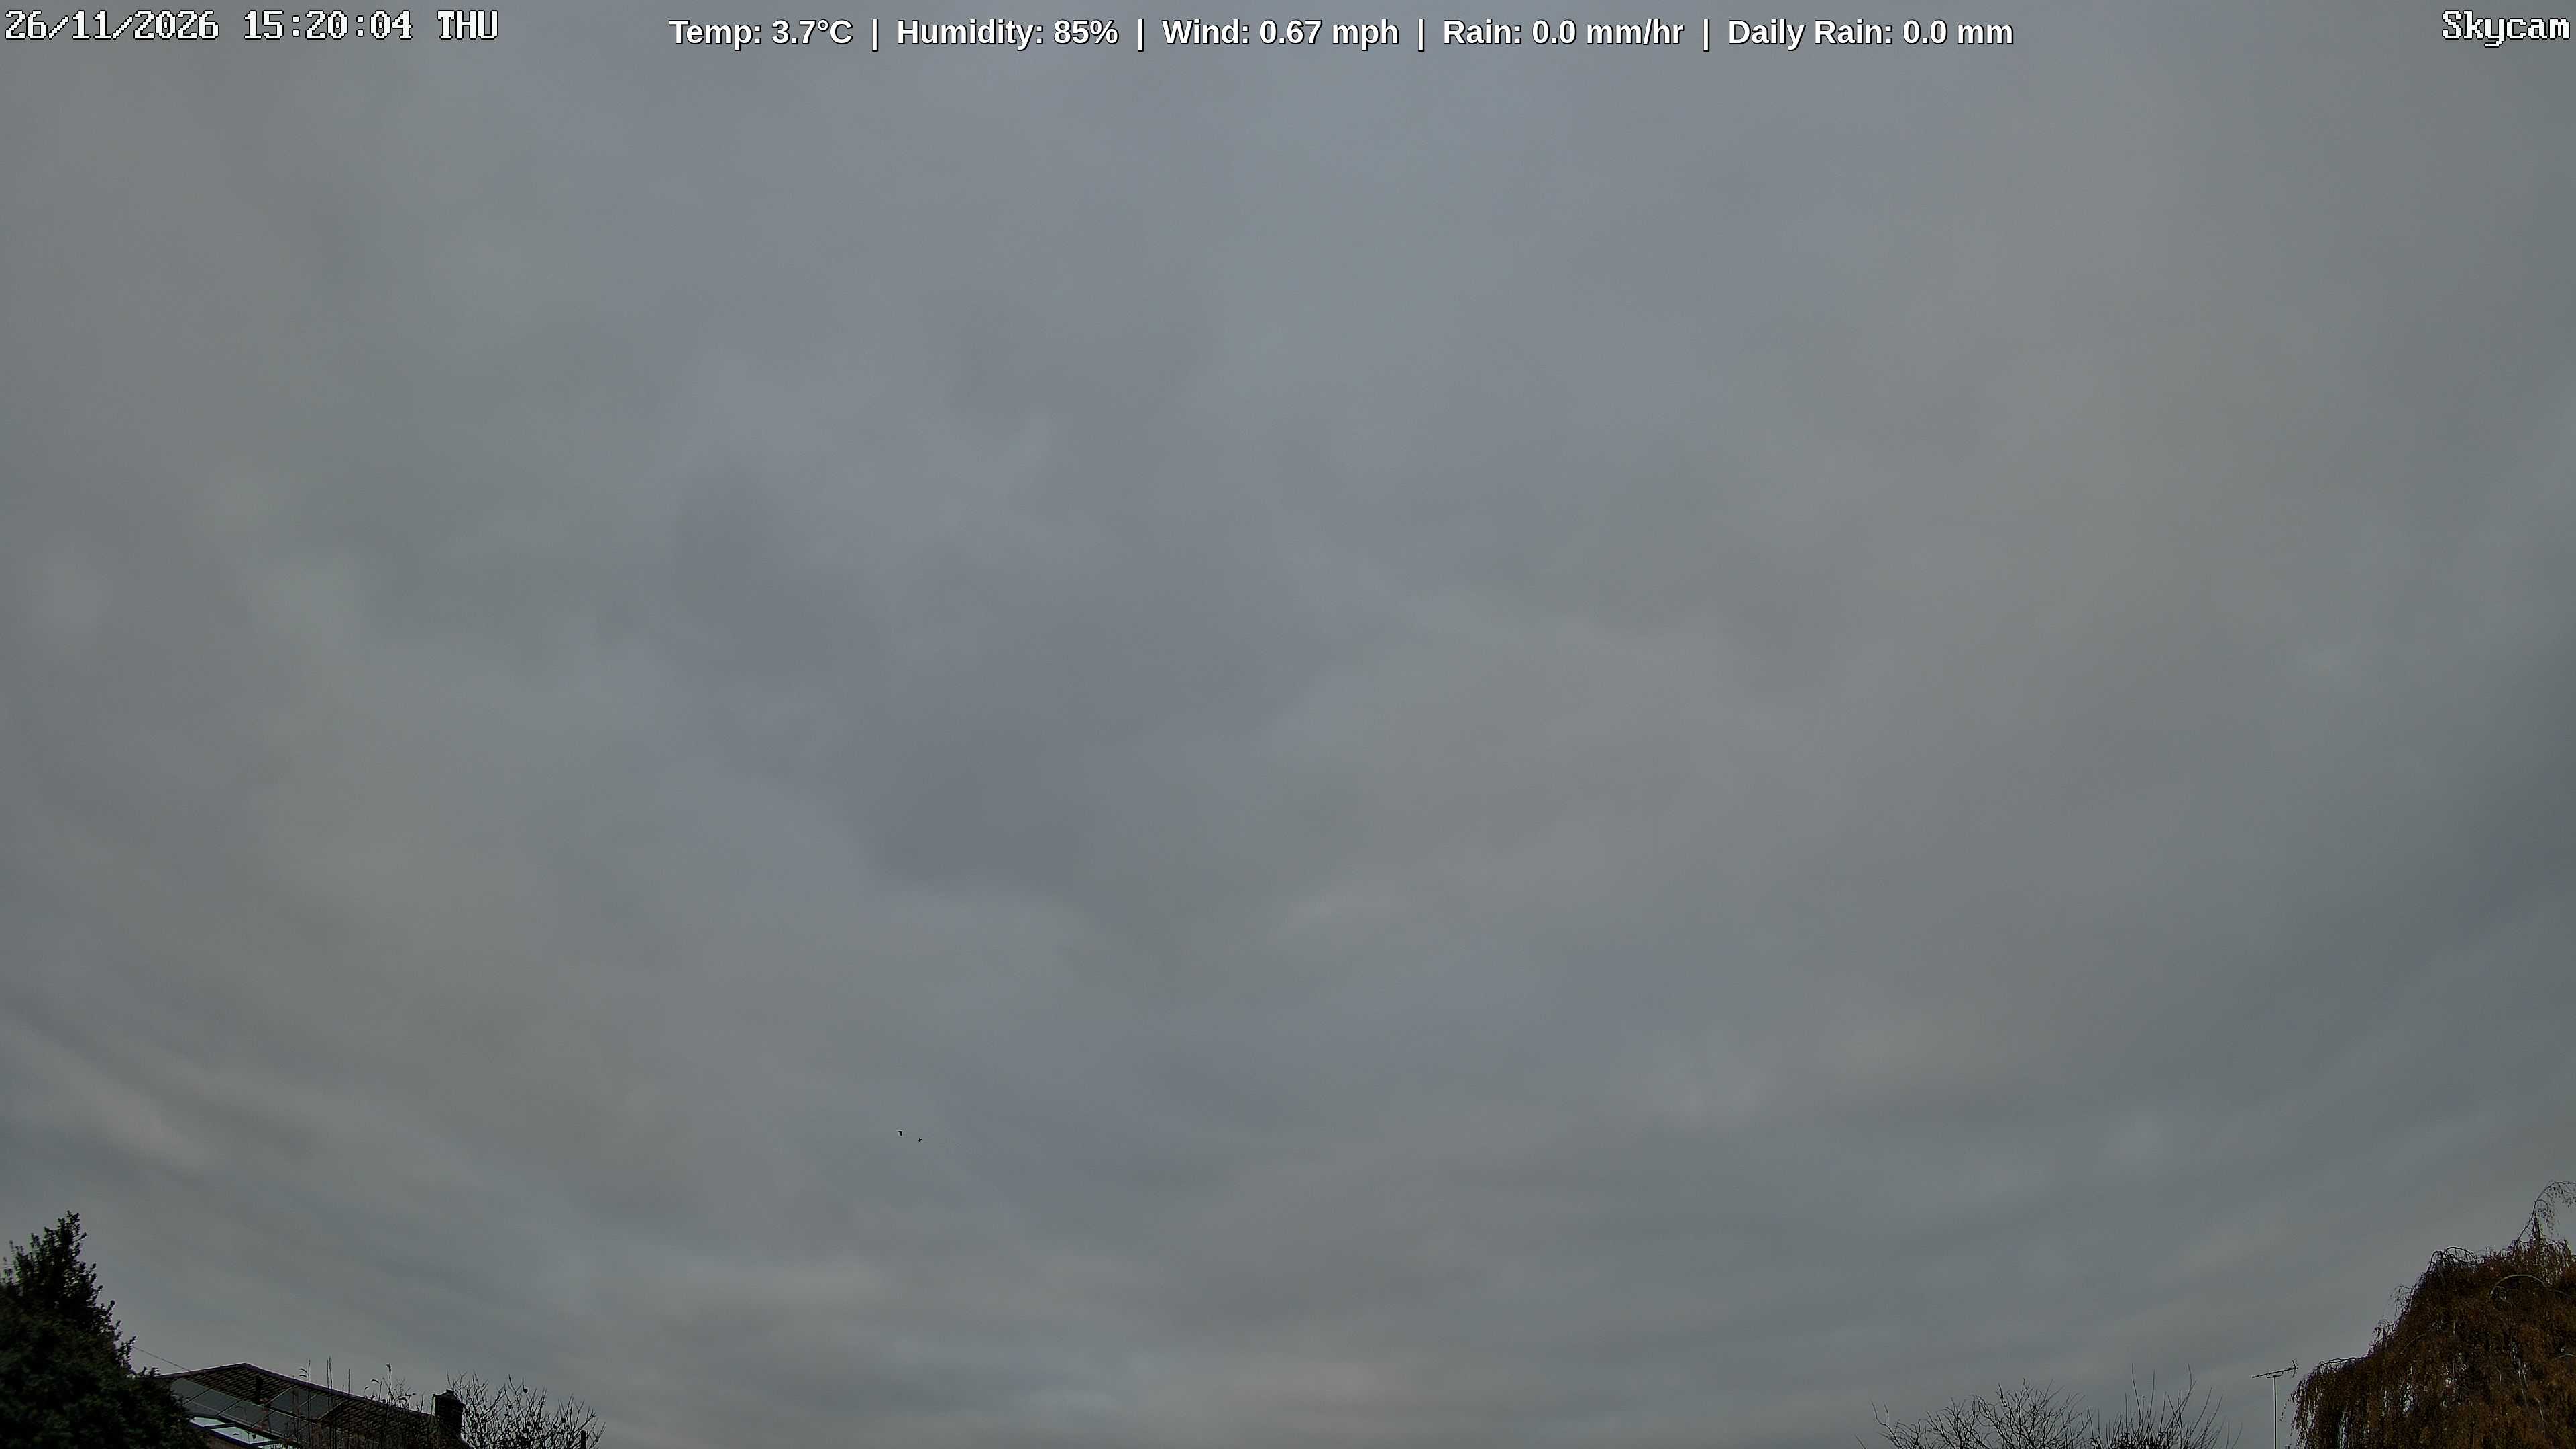 26/11/2026 15:20:04 THU
Temp: 3.7°C | Humidity: 85% | Wind: 0.67 mph | Rain: 0.0 mm/hr | Daily Rain: 0.0 mm
Skycam